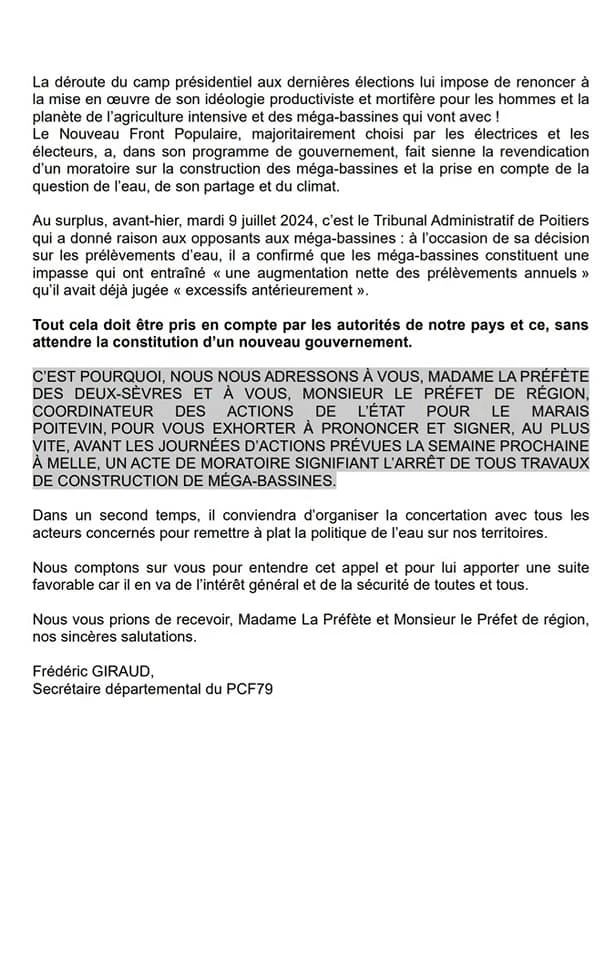 La déroute du camp présidentiel aux dernières élections lui impose de renoncer à
la mise en œuvre de son idéologie productiviste et mortifère pour les hommes et la
planète de l’agriculture intensive et des méga-bassines qui vont avec !
Le Nouveau Front Populaire, majoritairement choisi par les électrices et les
électeurs, a, dans son programme de gouvernement, fait sienne la revendication
d’un moratoire sur la construction des méga-bassines et la prise en compte de la
question de l’eau, de son partage et du climat.
Au surplus, avant-hier, mardi 9 juillet 2024, c’est le Tribunal Administratif de Poitiers
qui a donné raison aux opposants aux méga-bassines : à l’occasion de sa décision
sur les prélèvements d’eau, il a confirmé que les méga-bassines constituent une
impasse qui ont entraîné « une augmentation nette des prélèvements annuels »
qu’il avait déjà jugée « excessifs antérieurement ».
Tout cela doit être pris en compte par les autorités de notre pays et ce, sans
attendre la constitution d’un nouveau gouvernement.
C’EST POURQUOI, NOUS NOUS ADRESSONS À VOUS, MADAME LA PRÉFÈTE
DES DEUX-SÈVRES ET À VOUS, MONSIEUR LE PRÉFET DE RÉGION,
COORDINATEUR DES ACTIONS DE L’ÉTAT POUR LE MARAIS
POITEVIN, POUR VOUS EXHORTER À PRONONCER ET SIGNER, AU PLUS
VITE, AVANT LES JOURNÉES D’ACTIONS PRÉVUES LA SEMAINE PROCHAINE
À MELLE, UN ACTE DE MORATOIRE SIGNIFIANT L’ARRÊT DE TOUS TRAVAUX
DE CONSTRUCTION DE MÉGA-BASSINES.
Dans un second temps, il conviendra d’organiser la concertation avec tous les
acteurs concernés pour remettre à plat la politique de l’eau sur nos territoires.
Nous comptons sur vous pour entendre cet appel et pour lui apporter une suite
favorable car il en va de l’intérêt général et de la sécurité de toutes et tous.
Nous vous prions de recevoir, Madame La Préfète et Monsieur le Préfet de région,
nos sincères salutations.
Frédéric GIRAUD,
Secrétaire départemental du PCF79